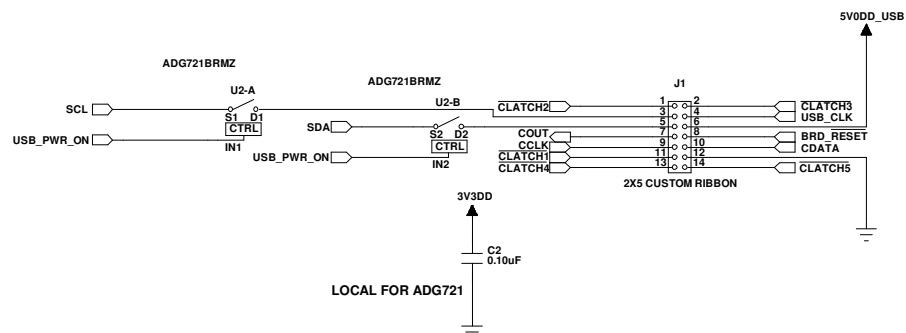 5V0DD_USB
ADG721BRMZ
ADG721BRMZ
J1
U2-A
U2-B
SCL
S1 D1
CTRL
IN1
USB_PWR_ON
SDA
S2 D2
CTRL
IN2
USB_PWR_ON
CLATCH2
1 2
CLATCH3
3 4
USB_CLK
5 6
COUT
7 8
BRD_RESET
CCLK
9 10
CDATA
CLATCH1
11 12
CLATCH4
13 14
CLATCH5
2X5 CUSTOM RIBBON
3V3DD
C2
0.10uF
LOCAL FOR ADG721